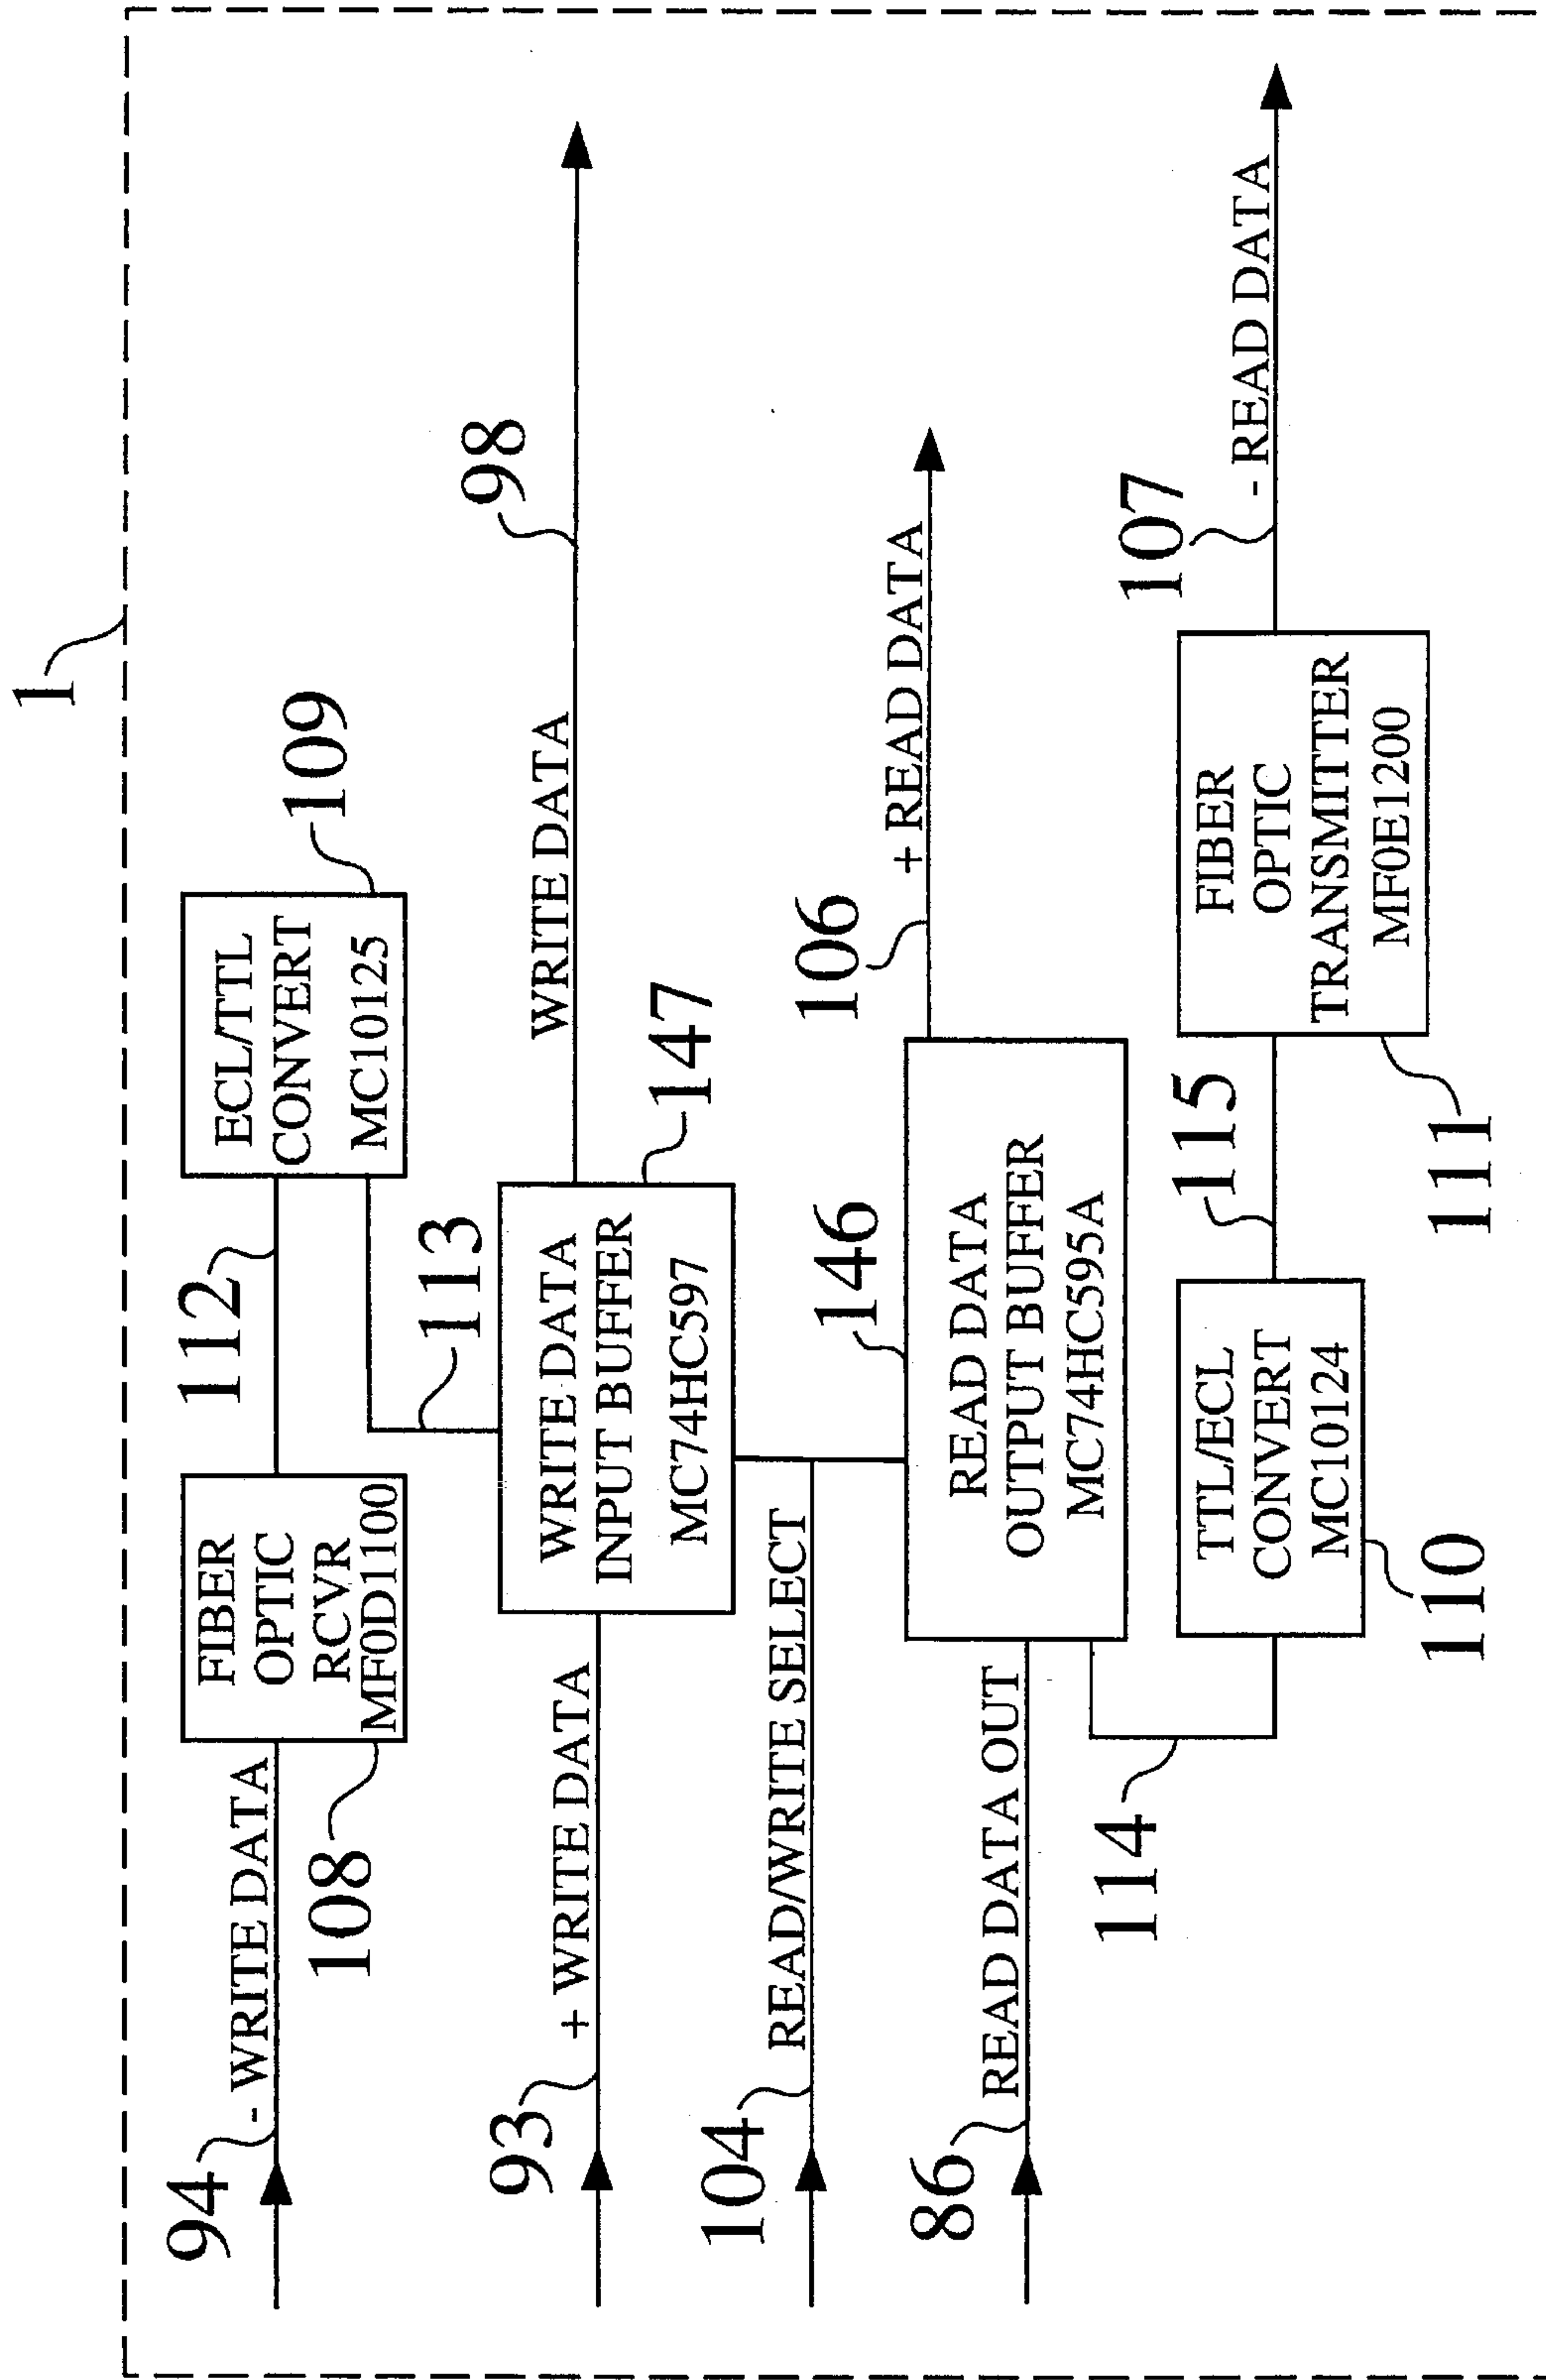 1
94
- WRITE DATA
108
FIBER
OPTIC
RCVR
MF0D1100
112
ECL/TTL
CONVERT
MC10125
109
113
93
+ WRITE DATA
WRITE DATA
INPUT BUFFER
MC74HC597
147
WRITE DATA
98
104
READ/WRITE SELECT
86
READ DATA OUT
146
READ DATA
OUTPUT BUFFER
MC74HC595A
106
+ READ DATA
114
TTL/ECL
CONVERT
MC10124
110
115
FIBER
OPTIC
TRANSMITTER
MF0E1200
111
107
- READ DATA